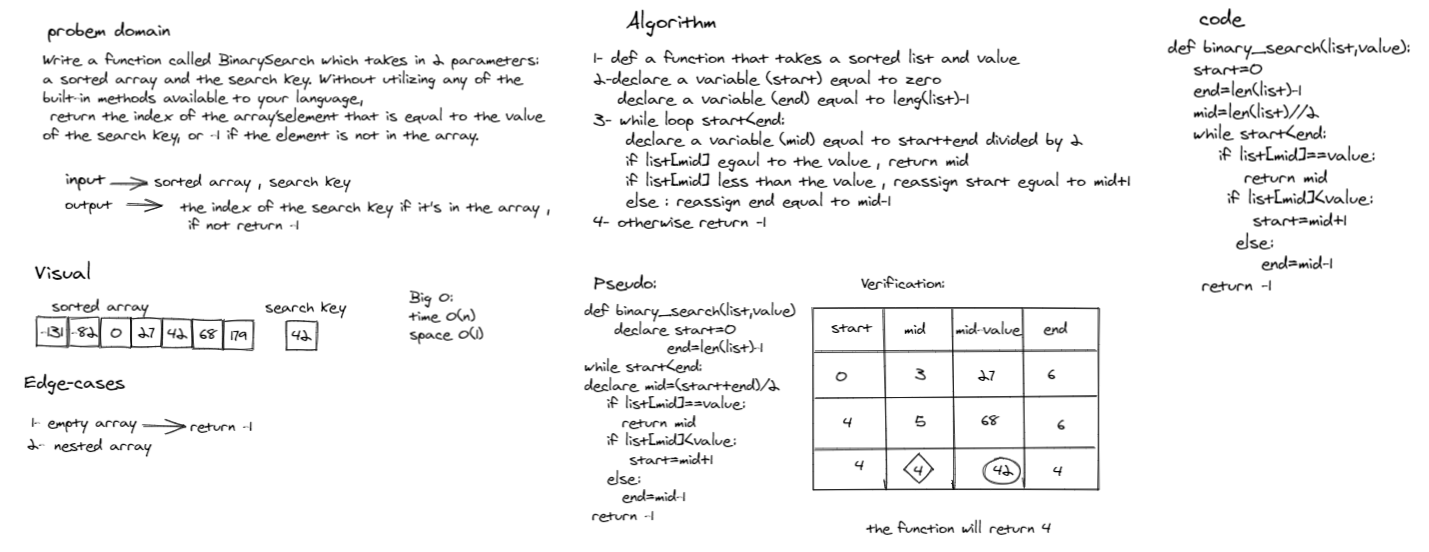 probem domain
Write a function called BinarySearch which takes in 2 parameters:
a sorted array and the search key. Without utilizing any of the
built-in methods available to your language,
return the index of the array'selement that is equal to the value
of the search key, or -1 if the element is not in the array.
input → sorted array, search key
output → the index of the search key if it's in the array,
if not return -1
Visual
sorted array
-131 -82 0 27 42 68 179
search key
42
Big O:
time O(n)
space O(1)
Edge-cases
1- empty array → return -1
2- nested array
Algorithm
1- def a function that takes a sorted list and value
2-declare a variable (start) equal to zero
declare a variable (end) equal to leng(list)-1
3- while loop start<end:
declare a variable (mid) equal to start+end divided by 2
if list[mid] eqaul to the value, return mid
if list[mid] less than the value, reassign start equal to mid+1
else : reassign end equal to mid-1
4- otherwise return -1
Pseudo:
def binary_search(list,value)
declare start=0
end=len(list)-1
while start<end:
declare mid=(start+end)/2
if list[mid]==value:
return mid
if list[mid]<value:
start=mid+1
else:
end=mid-1
return -1
Verification:
start mid mid-value end
0 3 27 6
4 5 68 6
4 4 42 4
the function will return 4
code
def binary_search(list,value):
start=0
end=len(list)-1
mid=len(list)//2
while start<end:
if list[mid]==value:
return mid
if list[mid]<value:
start=mid+1
else:
end=mid-1
return -1